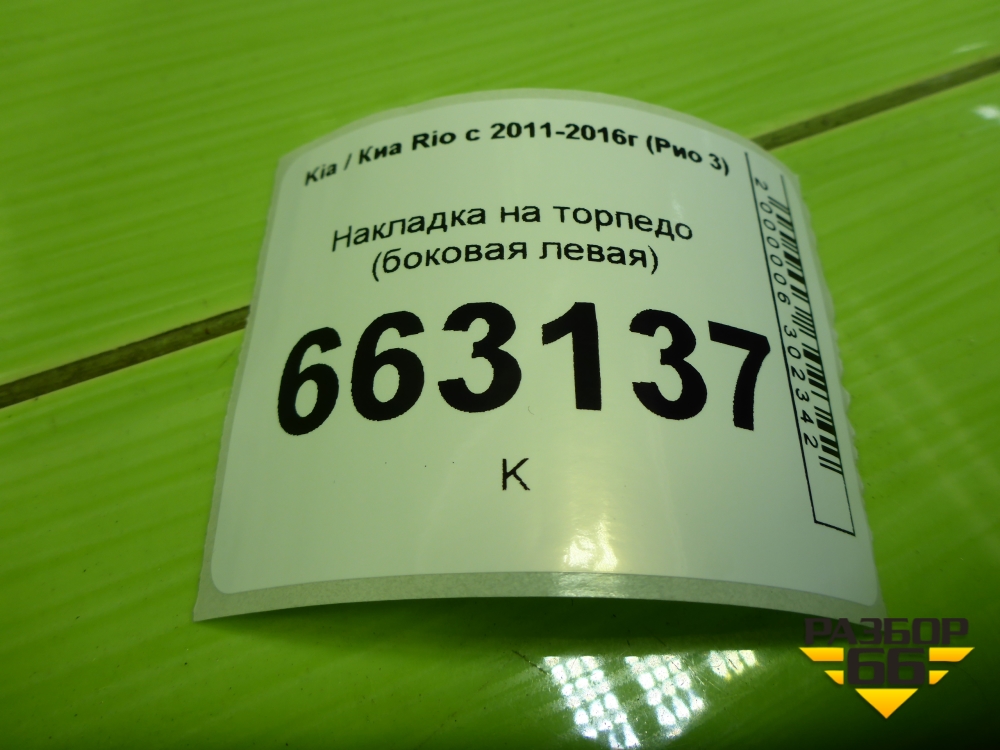 Kia / Киа Rio с 2011-2016г (Рио 3)
Накладка на торпедо
(боковая левая)
663137
К
2000006302342
РАЗБОР
66